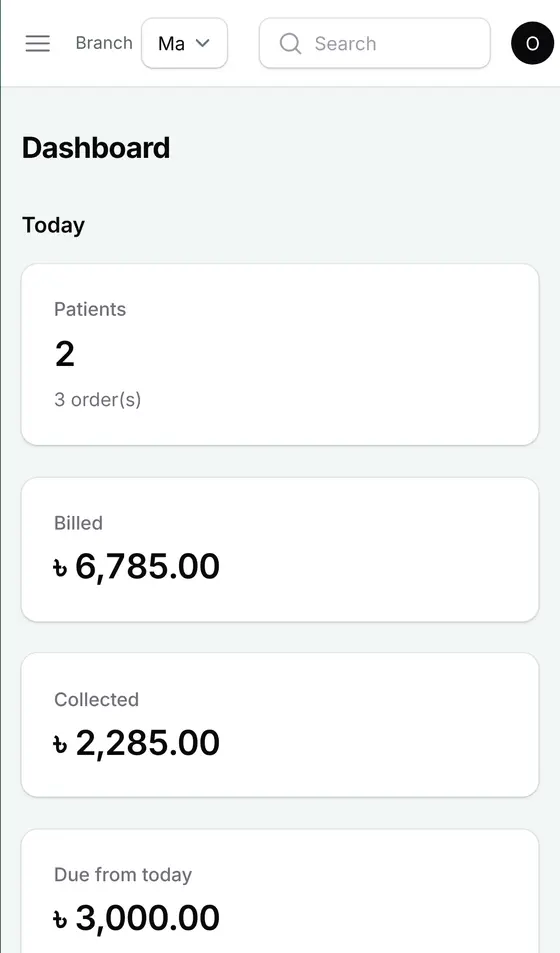 Branch Ma Search O
Dashboard
Today
Patients
2
3 order(s)
Billed
৳ 6,785.00
Collected
৳ 2,285.00
Due from today
৳ 3,000.00